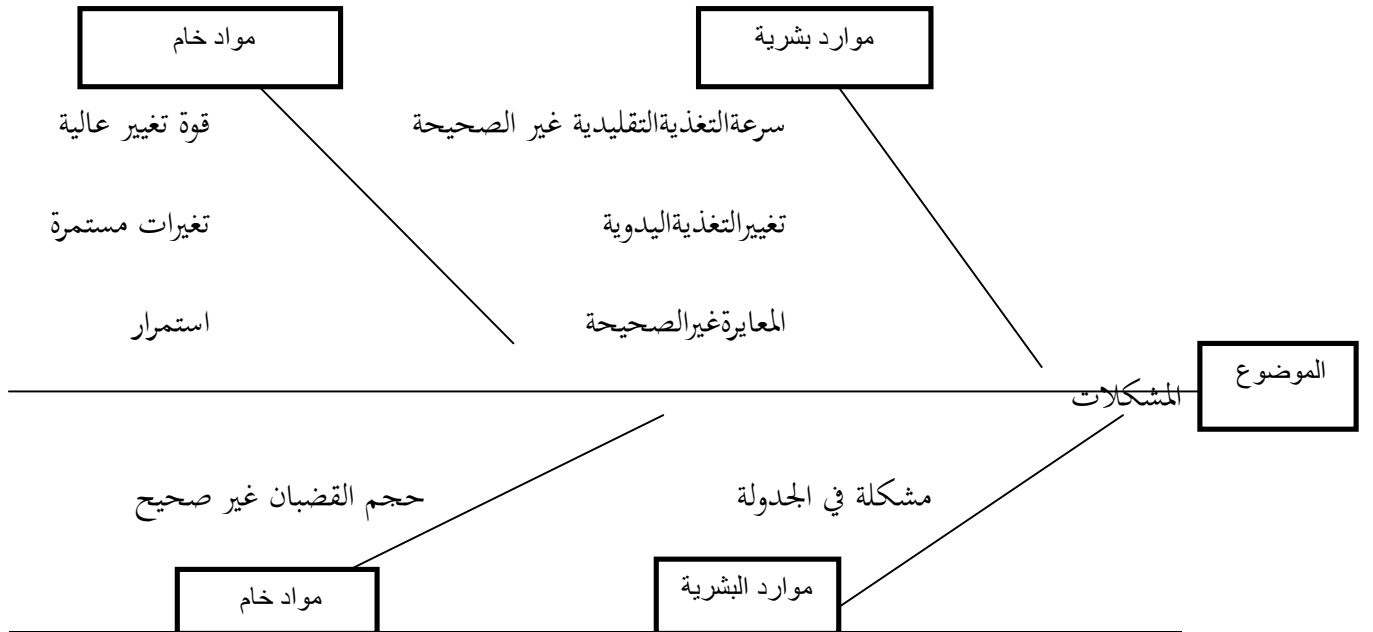 موارد بشرية
مواد خام
سرعةالتغذيةالتقليدية غير الصحيحة
قوة تغيير عالية
تغييرالتغذيةاليدوية
تغيرات مستمرة
المعايرةغيرالصحيحة
استمرار
الموضوع
المشكلات
مشكلة في الجدولة
حجم القضبان غير صحيح
موارد البشرية
مواد خام